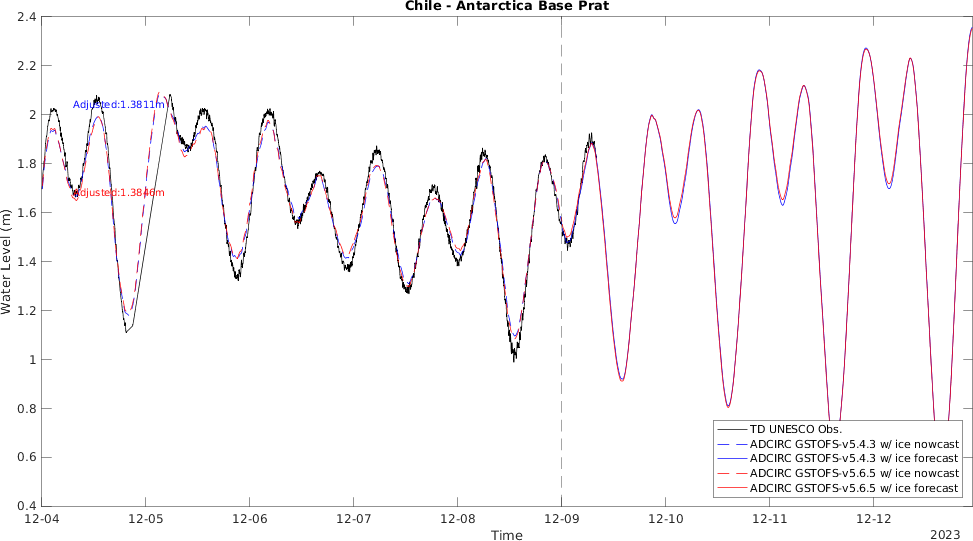 Chile - Antarctica Base Prat
2.4
2.2
2
1.8
1.6
1.4
1.2
1
0.8
0.6
0.4
Water Level (m)
Adjusted:1.3811m
Adjusted:1.3846m
TD UNESCO Obs.
ADCIRC GSTOFS-v5.4.3 w/ ice nowcast
ADCIRC GSTOFS-v5.4.3 w/ ice forecast
ADCIRC GSTOFS-v5.6.5 w/ ice nowcast
ADCIRC GSTOFS-v5.6.5 w/ ice forecast
12-04 12-05 12-06 12-07 12-08 12-09 12-10 12-11 12-12
Time
2023